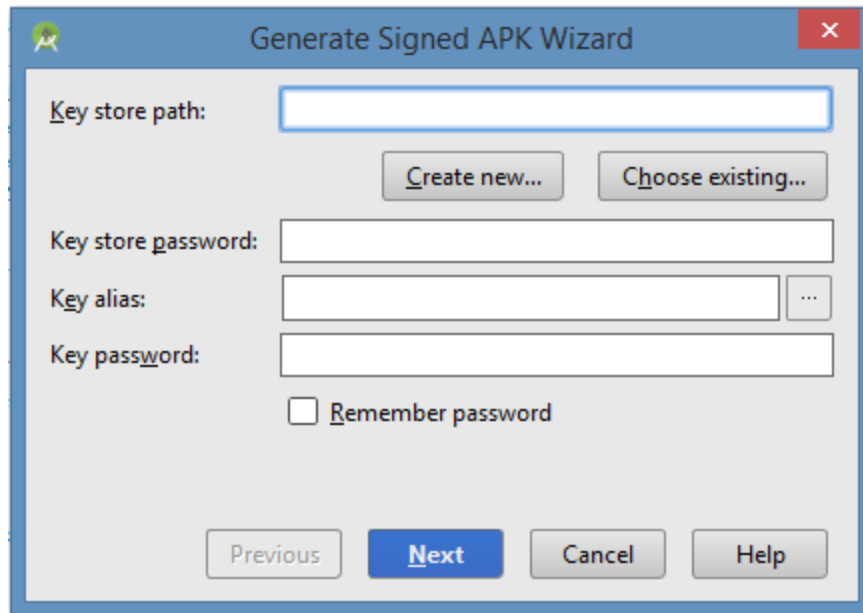 Generate Signed APK Wizard
Key store path:
Create new... Choose existing...
Key store password:
Key alias: ...
Key password:
Remember password
Previous Next Cancel Help